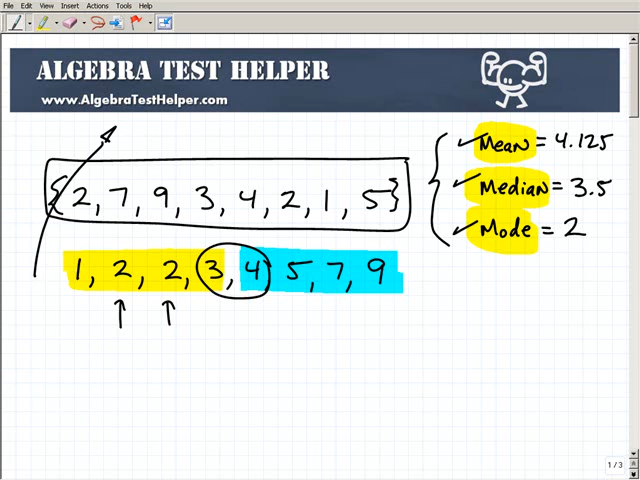 File Edit View Insert Actions Tools Help
ALGEBRA TEST HELPER
www.AlgebraTestHelper.com
{2, 7, 9, 3, 4, 2, 1, 5}
1, 2, 2, 3, 4, 5, 7, 9
Mean = 4.125
Median = 3.5
Mode = 2
1/3